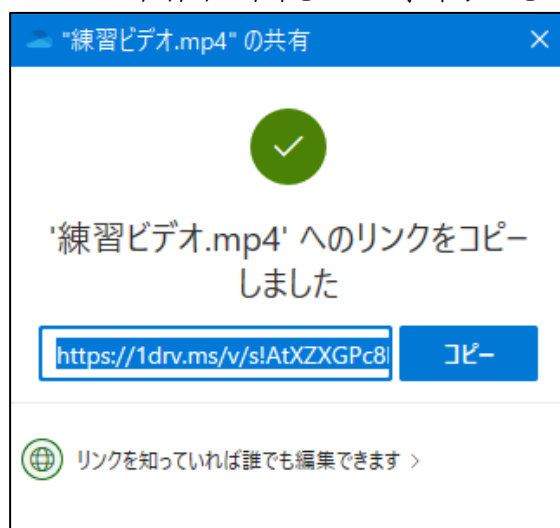 "練習ビデオ.mp4" の共有
'練習ビデオ.mp4' へのリンクをコピー
しました
https://1drv.ms/v/s!AtXZXGPc8
コピー
リンクを知っていれば誰でも編集できます